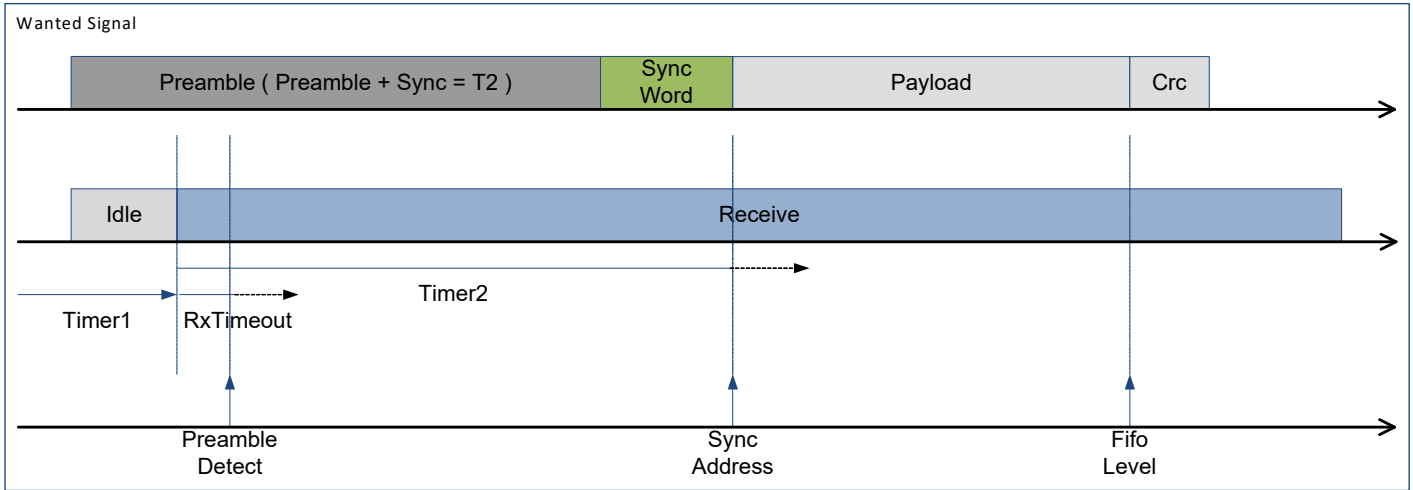 Wanted Signal
Preamble ( Preamble + Sync = T2 )
Sync
Word
Payload
Crc
Idle
Receive
Timer2
Timer1
RxTimeout
Preamble
Detect
Sync
Address
Fifo
Level